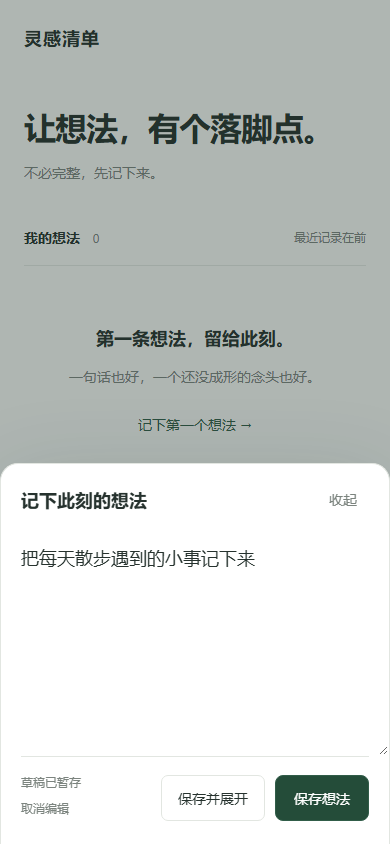 灵感清单
让想法，有个落脚点。
不必完整，先记下来。
我的想法 0 最近记录在前
第一条想法，留给此刻。
一句话也好，一个还没成形的念头也好。
记下第一个想法 →
记下此刻的想法 收起
把每天散步遇到的小事记下来
草稿已暂存
取消编辑
保存并展开 保存想法